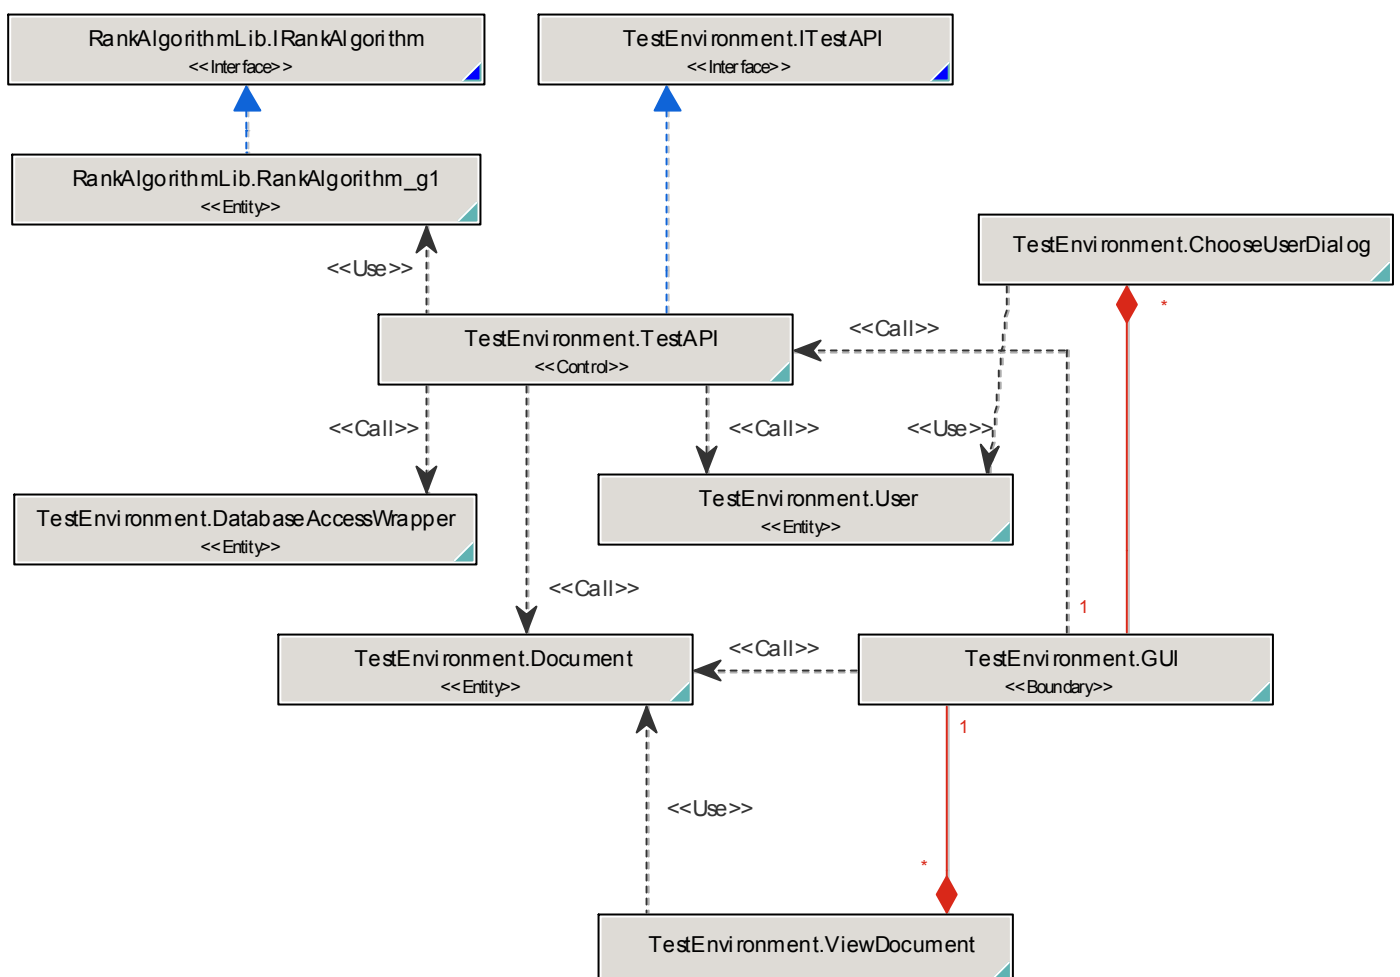 RankAlgorithmLib.IRankAlgorithm
<<Interface>>
TestEnvironment.ITestAPI
<<Interface>>
RankAlgorithmLib.RankAlgorithm_g1
<<Entity>>
TestEnvironment.ChooseUserDialog
<<Use>>
*
TestEnvironment.TestAPI
<<Control>>
<<Call>>
<<Call>>
<<Call>>
<<Use>>
TestEnvironment.User
<<Entity>>
TestEnvironment.DatabaseAccessWrapper
<<Entity>>
<<Call>>
1
TestEnvironment.Document
<<Entity>>
<<Call>>
TestEnvironment.GUI
<<Boundary>>
1
<<Use>>
*
TestEnvironment.ViewDocument